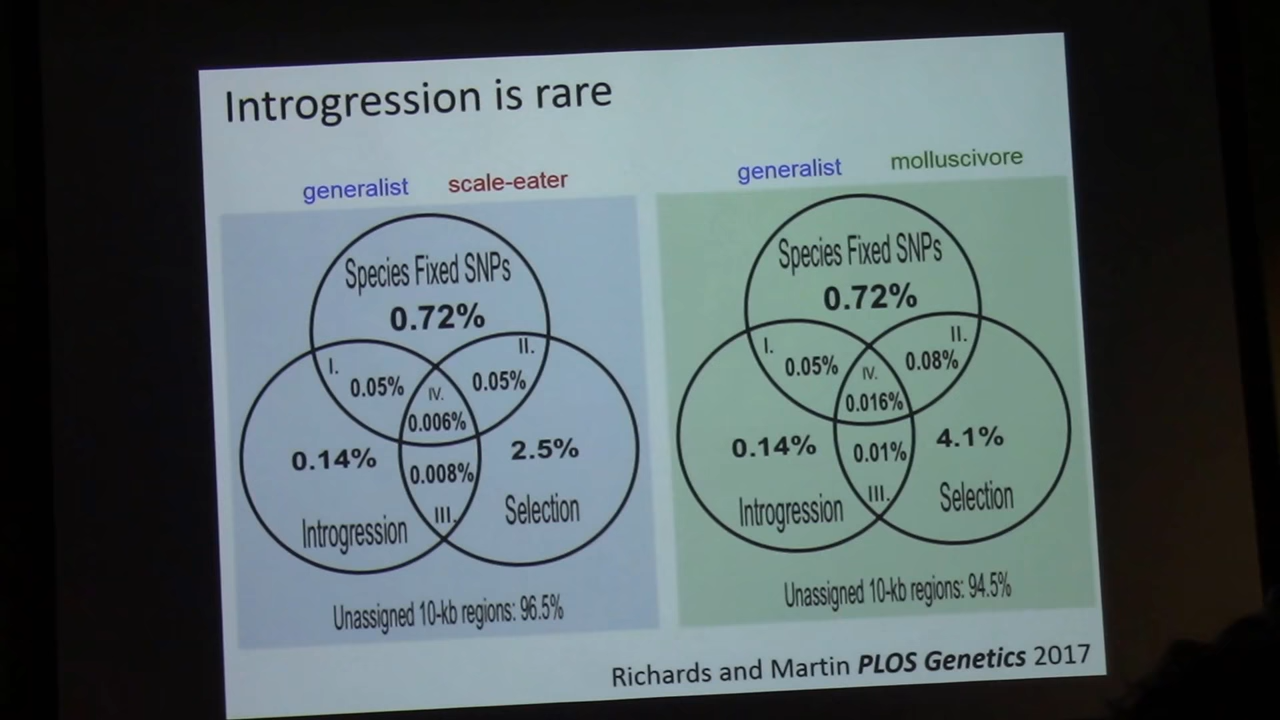 Introgression is rare
generalist scale-eater
Species Fixed SNPs
0.72%
I.
II.
0.05%
IV.
0.05%
0.006%
0.14%
0.008%
2.5%
Introgression
III.
Selection
Unassigned 10-kb regions: 96.5%
generalist molluscivore
Species Fixed SNPs
0.72%
I.
II.
0.05%
IV.
0.08%
0.016%
0.14%
0.01%
4.1%
Introgression
III.
Selection
Unassigned 10-kb regions: 94.5%
Richards and Martin PLOS Genetics 2017